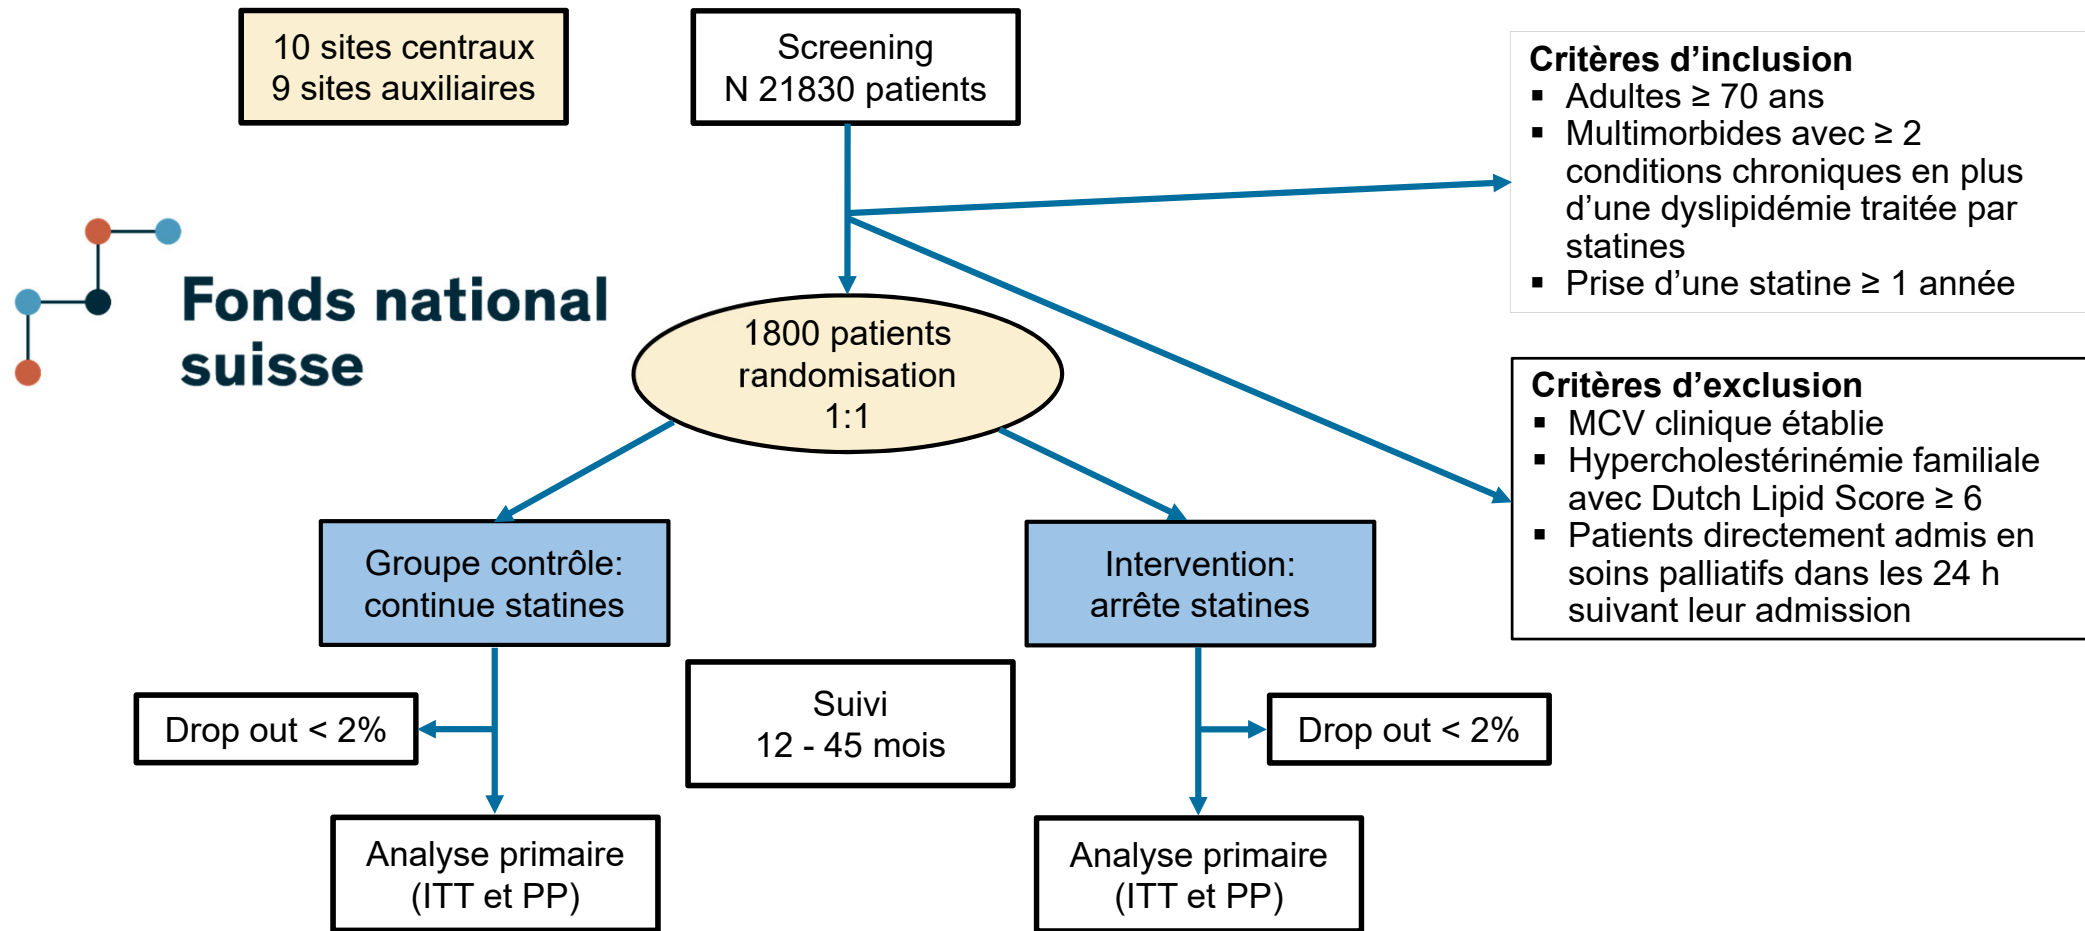 10 sites centraux
9 sites auxiliaires
Screening
N 21830 patients
Critères d’inclusion
▪ Adultes ≥ 70 ans
▪ Multimorbides avec ≥ 2
conditions chroniques en plus
d’une dyslipidémie traitée par
statines
▪ Prise d’une statine ≥ 1 année
Fonds national
suisse
1800 patients
randomisation
1:1
Critères d’exclusion
▪ MCV clinique établie
▪ Hypercholestérinémie familiale
avec Dutch Lipid Score ≥ 6
▪ Patients directement admis en
soins palliatifs dans les 24 h
suivant leur admission
Groupe contrôle:
continue statines
Intervention:
arrête statines
Drop out < 2%
Suivi
12 - 45 mois
Drop out < 2%
Analyse primaire
(ITT et PP)
Analyse primaire
(ITT et PP)